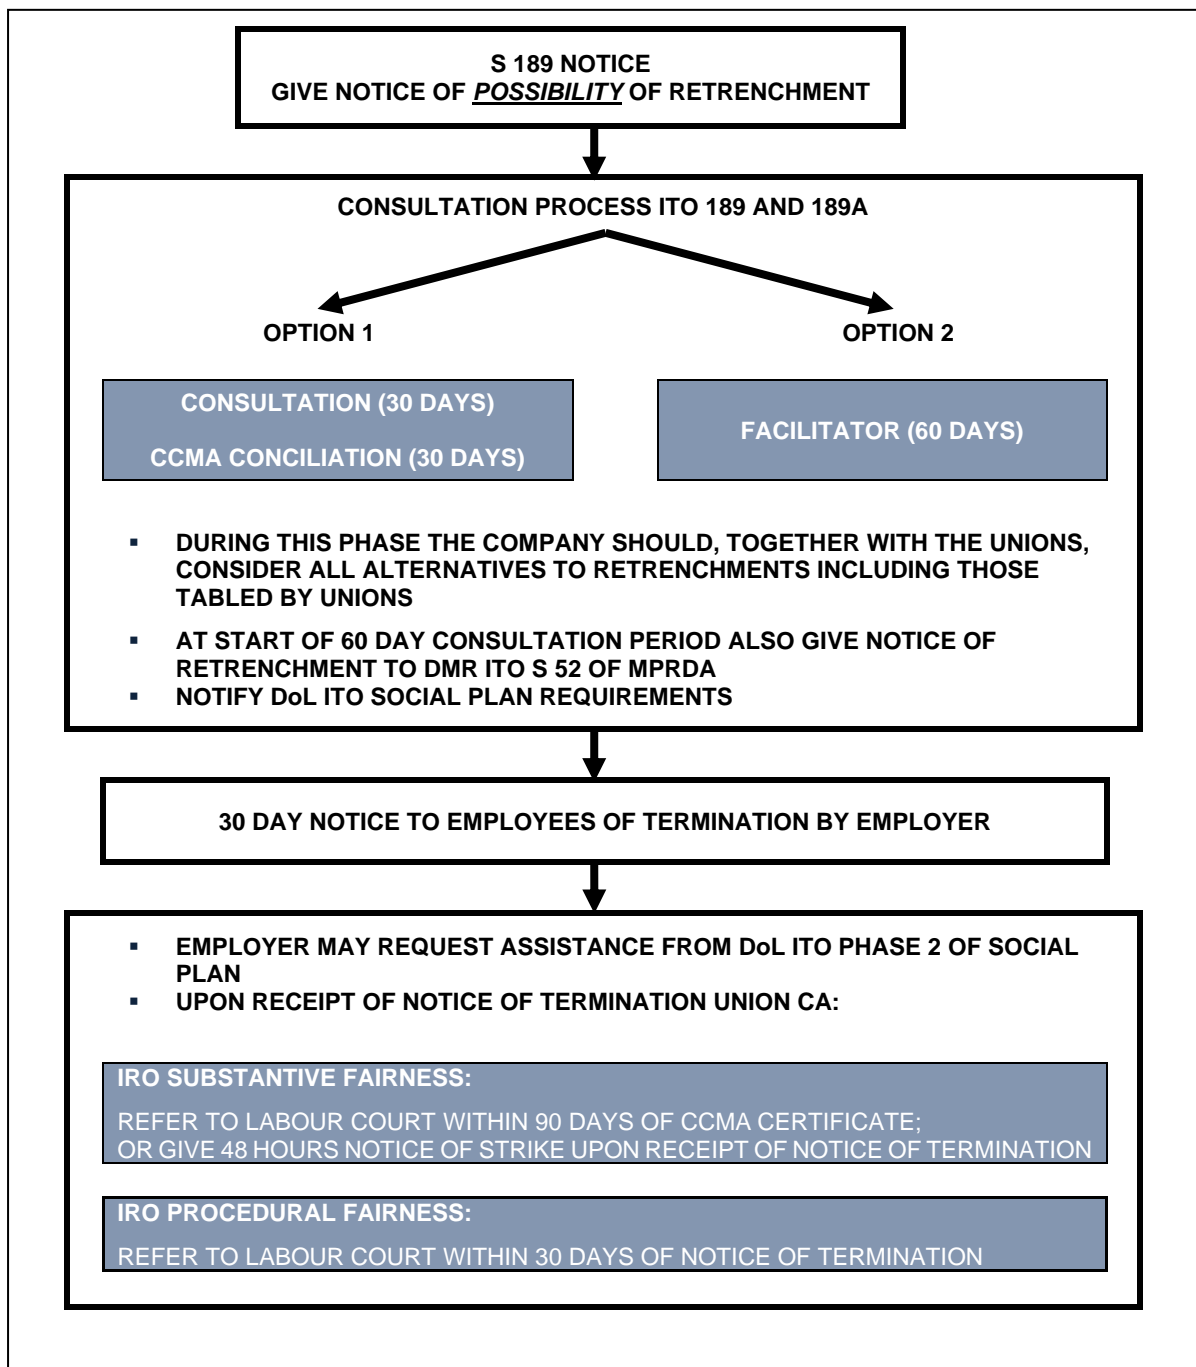 S 189 NOTICE
GIVE NOTICE OF POSSIBILITY OF RETRENCHMENT
CONSULTATION PROCESS ITO 189 AND 189A
OPTION 1
OPTION 2
CONSULTATION (30 DAYS)
CCMA CONCILIATION (30 DAYS)
FACILITATOR (60 DAYS)
▪ DURING THIS PHASE THE COMPANY SHOULD, TOGETHER WITH THE UNIONS,
CONSIDER ALL ALTERNATIVES TO RETRENCHMENTS INCLUDING THOSE
TABLED BY UNIONS
▪ AT START OF 60 DAY CONSULTATION PERIOD ALSO GIVE NOTICE OF
RETRENCHMENT TO DMR ITO S 52 OF MPRDA
▪ NOTIFY DoL ITO SOCIAL PLAN REQUIREMENTS
30 DAY NOTICE TO EMPLOYEES OF TERMINATION BY EMPLOYER
▪ EMPLOYER MAY REQUEST ASSISTANCE FROM DoL ITO PHASE 2 OF SOCIAL
PLAN
▪ UPON RECEIPT OF NOTICE OF TERMINATION UNION CA:
IRO SUBSTANTIVE FAIRNESS:
REFER TO LABOUR COURT WITHIN 90 DAYS OF CCMA CERTIFICATE;
OR GIVE 48 HOURS NOTICE OF STRIKE UPON RECEIPT OF NOTICE OF TERMINATION
IRO PROCEDURAL FAIRNESS:
REFER TO LABOUR COURT WITHIN 30 DAYS OF NOTICE OF TERMINATION